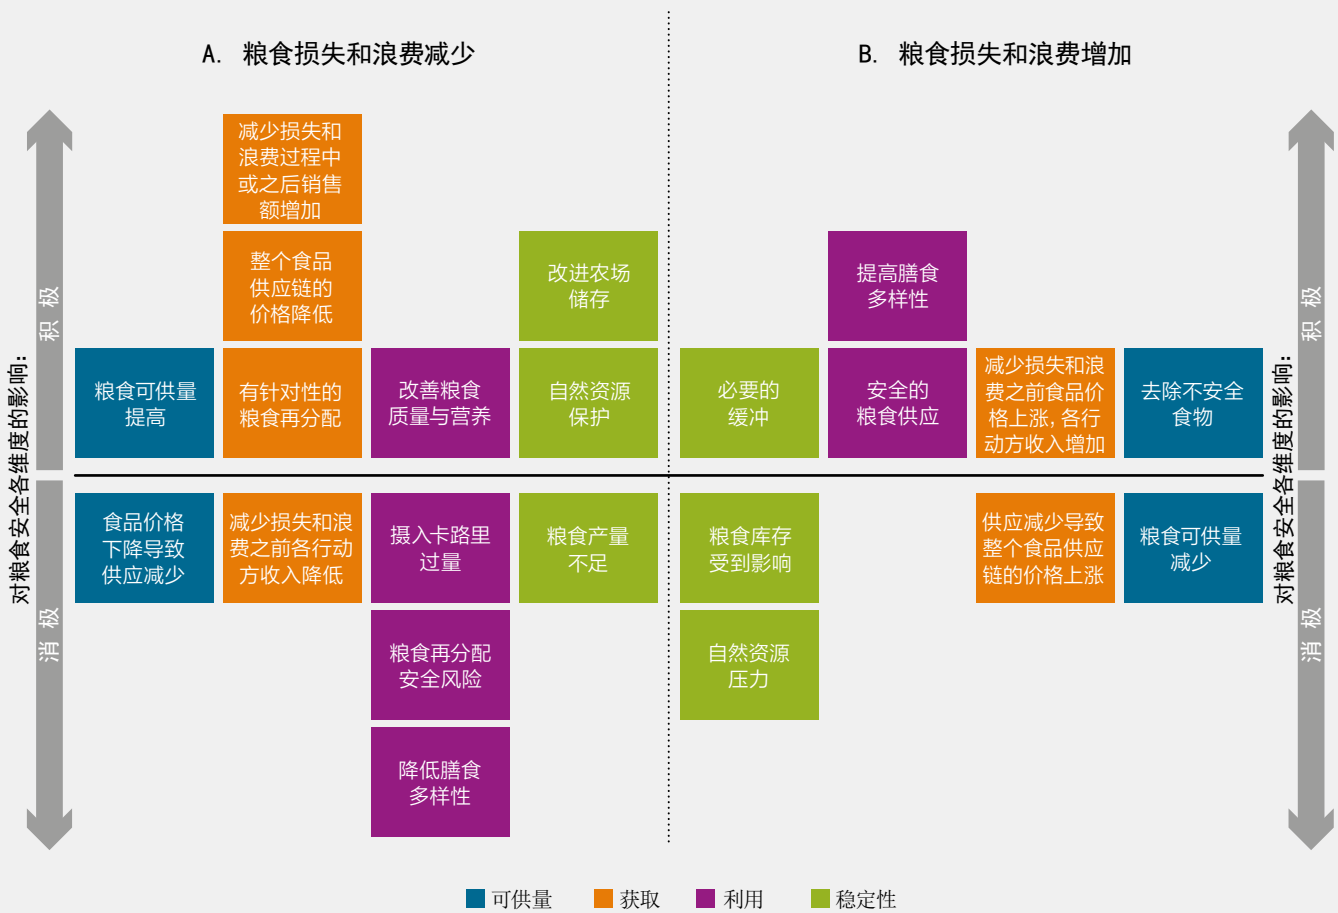 A. 粮食损失和浪费减少
B. 粮食损失和浪费增加
对粮食安全各维度的影响:
积极
消极
减少损失和
浪费过程中
或之后销售
额增加
整个食品
供应链的
价格降低
改进农场
储存
粮食可供量
提高
有针对性的
粮食再分配
改善粮食
质量与营养
自然资源
保护
食品价格
下降导致
供应减少
减少损失和浪
费之前各行动
方收入降低
摄入卡路里
过量
粮食产量
不足
粮食再分配
安全风险
降低膳食
多样性
提高膳食
多样性
必要的
缓冲
安全的
粮食供应
减少损失和浪
费之前食品价
格上涨,各行
动方收入增加
去除不安全
食物
粮食库存
受到影响
供应减少导致
整个食品供应
链的价格上涨
粮食可供量
减少
自然资源
压力
对粮食安全各维度的影响:
积极
消极
可供量
获取
利用
稳定性